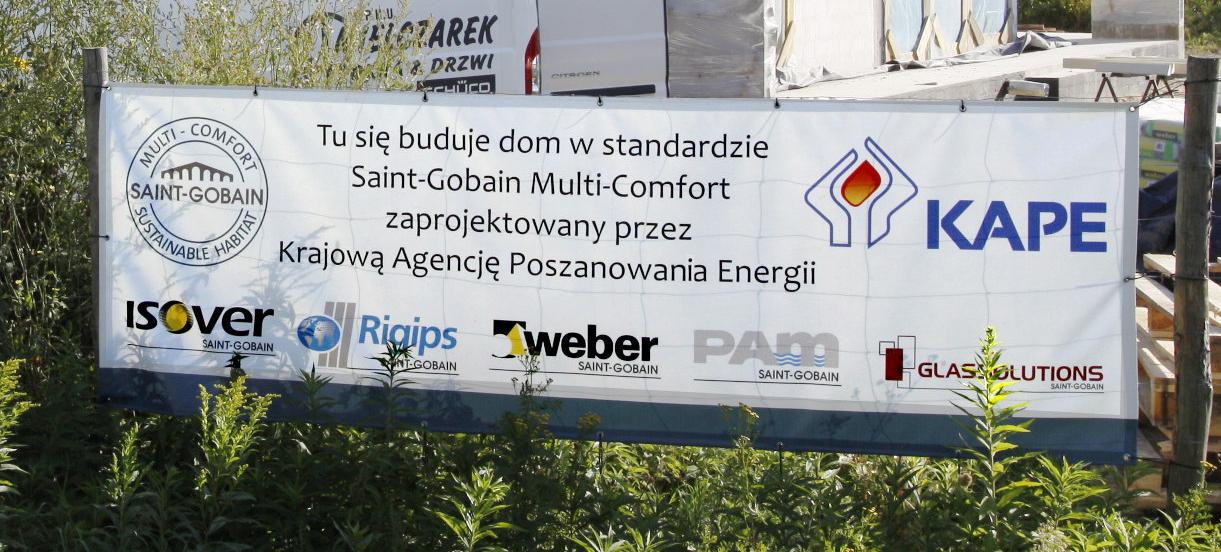 & DRZWI
SCHÜCO
CITROËN
MULTI - COMFORT
SAINT-GOBAIN
SUSTAINABLE HABITAT
Tu się buduje dom w standardzie
Saint-Gobain Multi-Comfort
zaprojektowany przez
Krajową Agencję Poszanowania Energii
KAPE
ISOVER
SAINT-GOBAIN
Rigips
SAINT-GOBAIN
weber
SAINT-GOBAIN
PAM
SAINT-GOBAIN
GLASSOLUTIONS
SAINT-GOBAIN
weber